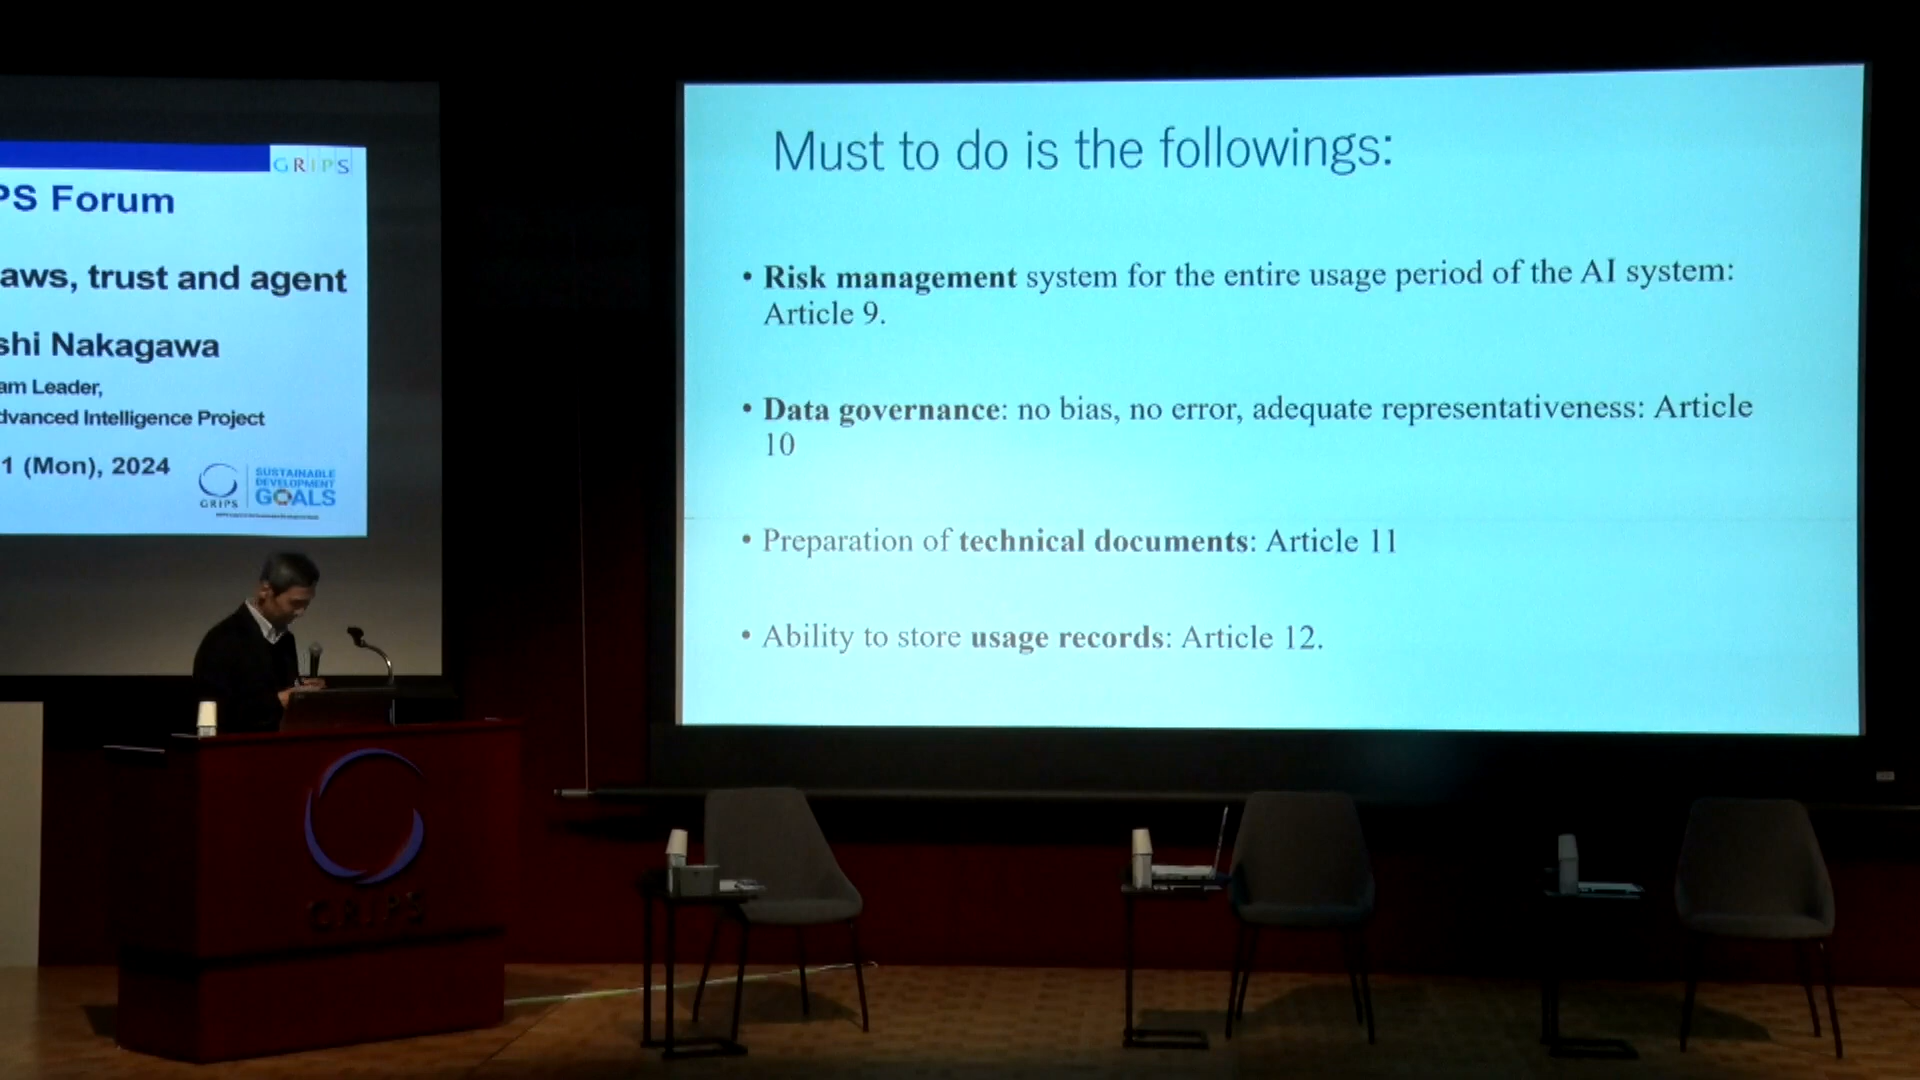 GRIPS
PS Forum
aws, trust and agent
shi Nakagawa
am Leader,
dvanced Intelligence Project
1 (Mon), 2024
GRIPS
SUSTAINABLE
DEVELOPMENT
GOALS
Must to do is the followings:
• Risk management system for the entire usage period of the AI system:
Article 9.
• Data governance: no bias, no error, adequate representativeness: Article
10
• Preparation of technical documents: Article 11
• Ability to store usage records: Article 12.
GRIPS